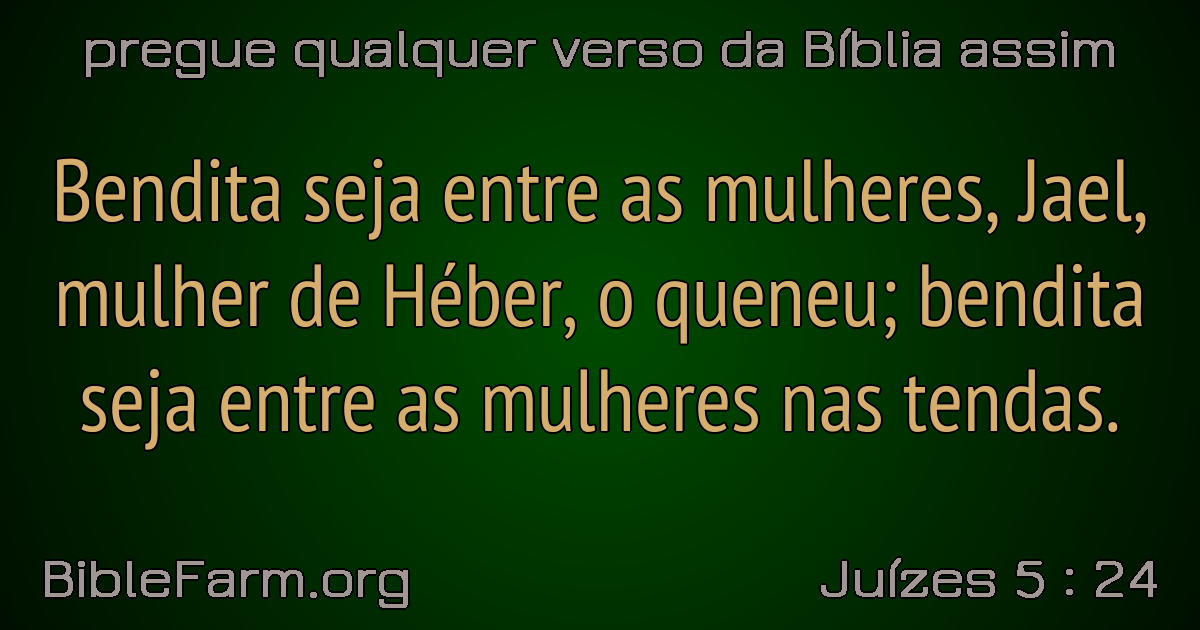 pregue qualquer verso da Bíblia assim
Bendita seja entre as mulheres, Jael,
mulher de Héber, o queneu; bendita
seja entre as mulheres nas tendas.
BibleFarm.org
Juízes 5 : 24